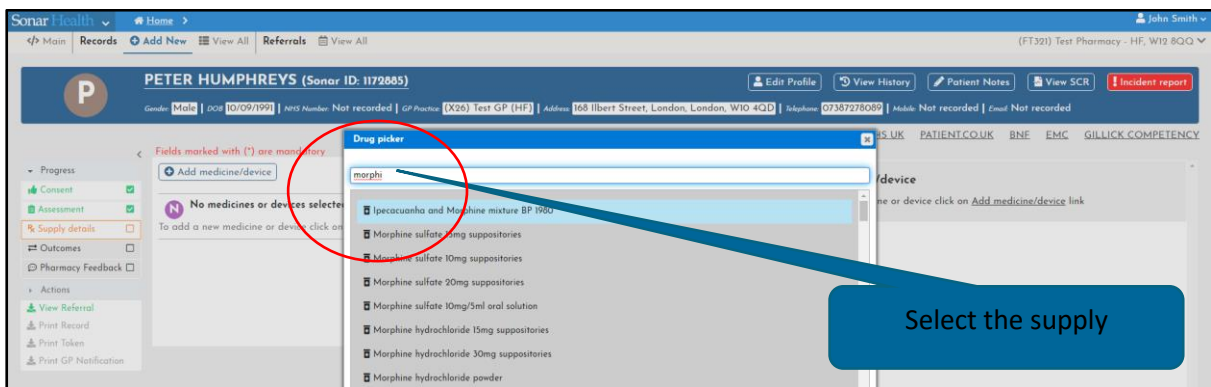 Sonar Health Home > John Smith
</> Main Records Add New View All Referrals View All (FT321) Test Pharmacy - HF, W12 8QQ
P
PETER HUMPHREYS (Sonar ID: 1172885) Edit Profile View History Patient Notes View SCR Incident report
Gender Male | DOB 10/09/1991 | NHS Number Not recorded | GP Practice (X26) Test GP (HF) | Address 168 Ilbert Street, London, London, W10 4QD | Telephone 07387278089 | Mobile Not recorded | Email Not recorded
HS UK PATIENT.CO.UK BNF EMC GILLICK COMPETENCY
Fields marked with (*) are mandatory
Add medicine/device
N No medicines or devices selecte
To add a new medicine or device click on
Progress
Consent
Assessment
Supply details
Outcomes
Pharmacy Feedback
Actions
View Referral
Print Record
Print Token
Print GP Notification
Drug picker
morphi
Ipecacuanha and Morphine mixture BP 1980
Morphine sulfate 15mg suppositories
Morphine sulfate 10mg suppositories
Morphine sulfate 20mg suppositories
Morphine sulfate 10mg/5ml oral solution
Morphine hydrochloride 15mg suppositories
Morphine hydrochloride 30mg suppositories
Morphine hydrochloride powder
/device
ne or device click on Add medicine/device link
Select the supply